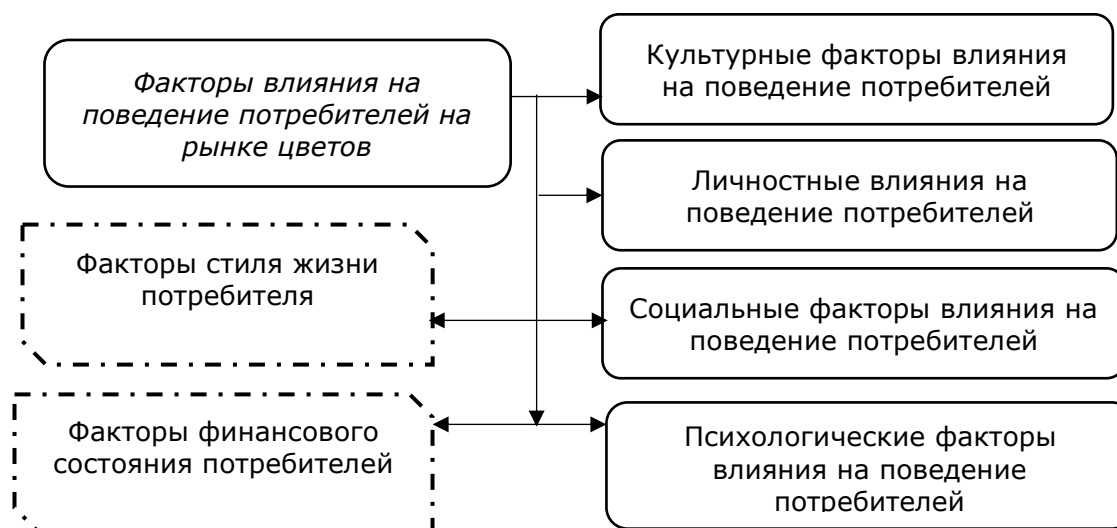 Факторы влияния на
поведение потребителей на
рынке цветов
Культурные факторы влияния
на поведение потребителей
Личностные влияния на
поведение потребителей
Факторы стиля жизни
потребителя
Социальные факторы влияния на
поведение потребителей
Факторы финансового
состояния потребителей
Психологические факторы
влияния на поведение
потребителей